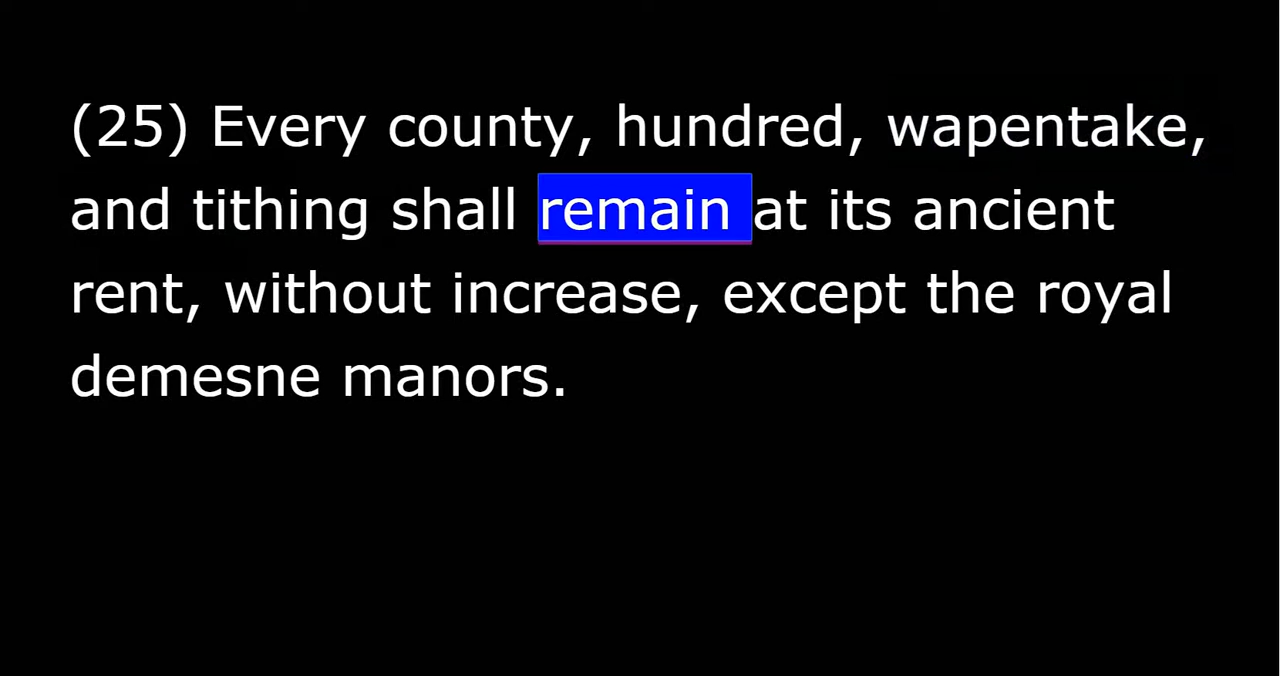 (25) Every county, hundred, wapentake,
and tithing shall remain at its ancient
rent, without increase, except the royal
demesne manors.